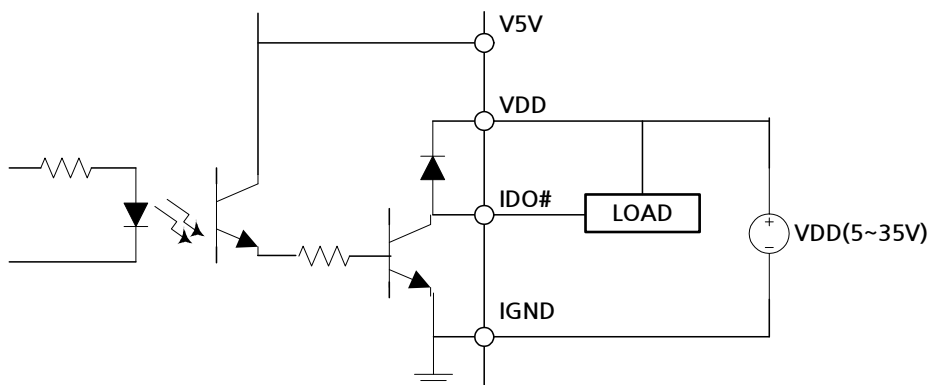 V5V
VDD
IDO#
LOAD
+
−
VDD(5~35V)
IGND